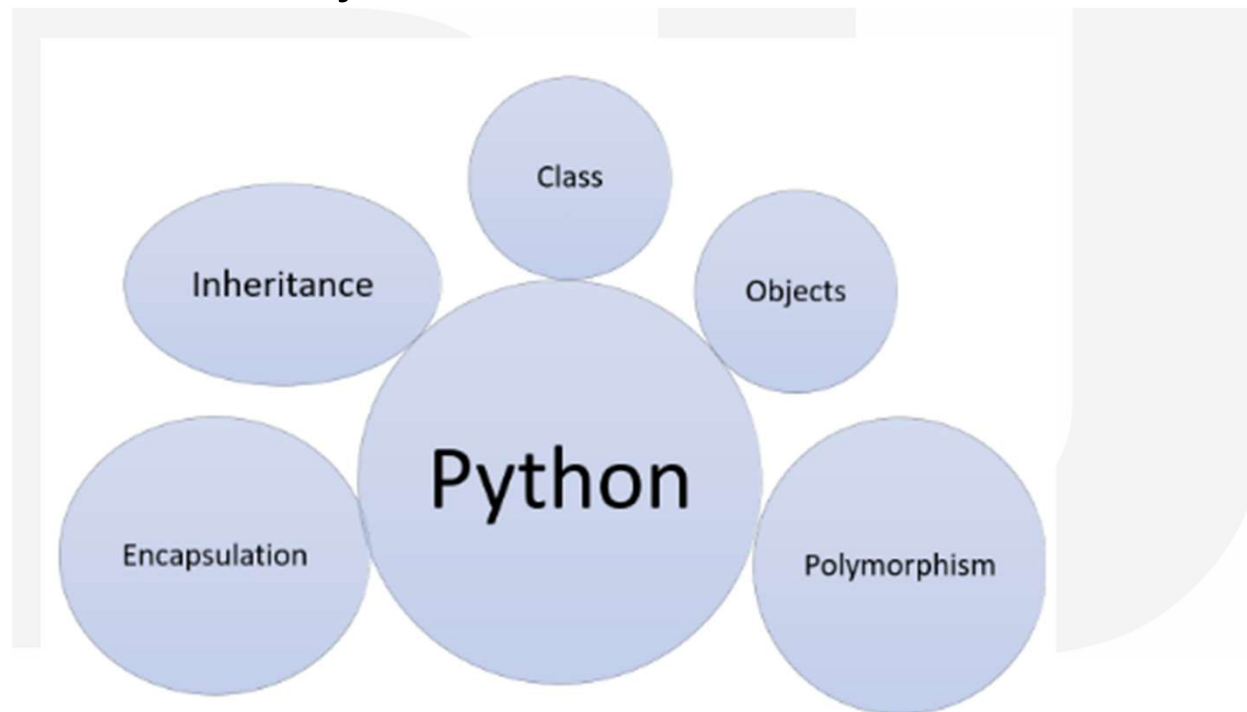 Class
Inheritance
Objects
Python
Encapsulation
Polymorphism